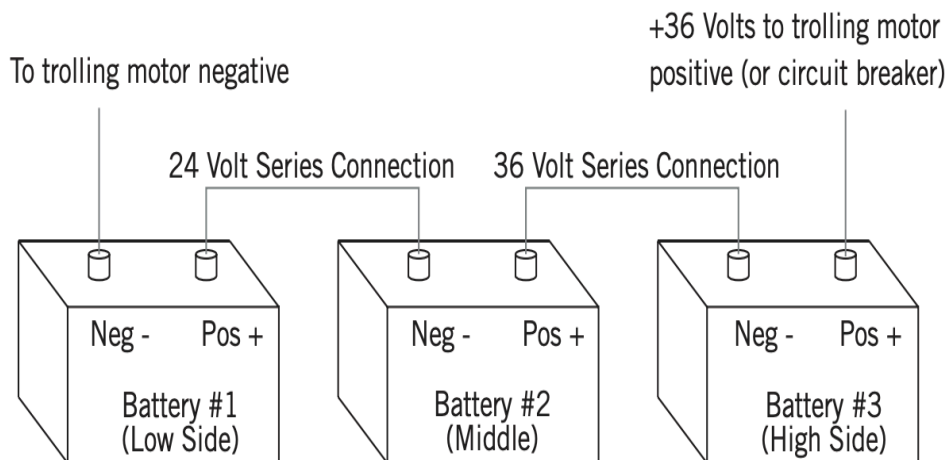 +36 Volts to trolling motor
positive (or circuit breaker)
To trolling motor negative
24 Volt Series Connection
36 Volt Series Connection
Neg - Pos +
Battery #1
(Low Side)
Neg - Pos +
Battery #2
(Middle)
Neg - Pos +
Battery #3
(High Side)